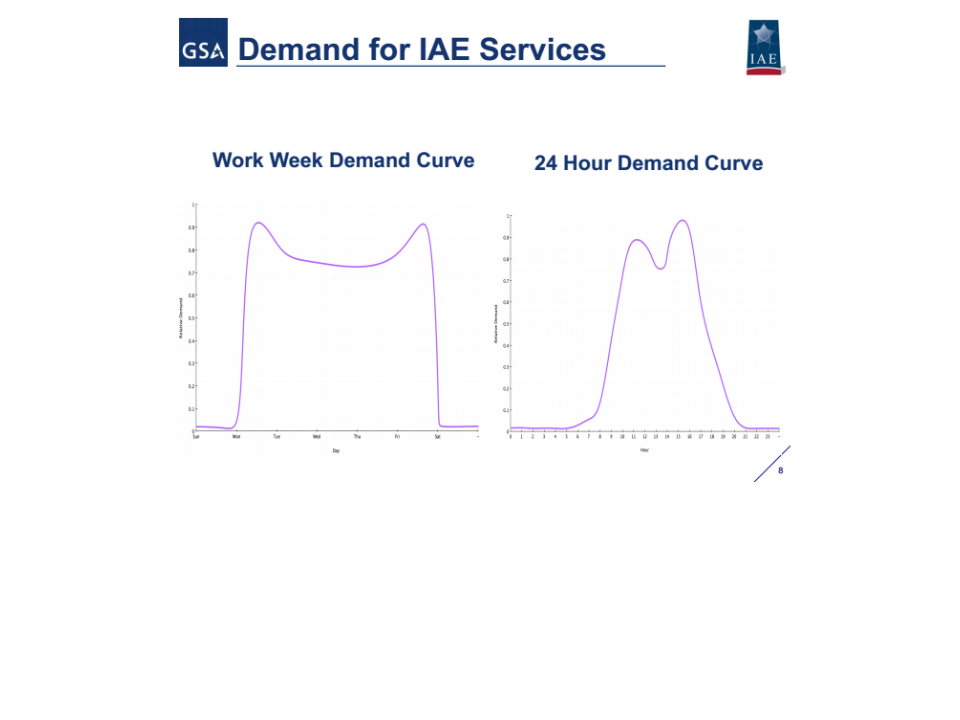 GSA
Demand for IAE Services
IAE
Work Week Demand Curve
24 Hour Demand Curve
1
0.9
0.8
0.7
0.6
0.5
0.4
0.3
0.2
0.1
Relative Demand
Sun Mon Tue Wed Thu Fri Sat -
Day
1
0.9
0.8
0.7
0.6
0.5
0.4
0.3
0.2
0.1
0
Relative Demand
0 1 2 3 4 5 6 7 8 9 10 11 12 13 14 15 16 17 18 19 20 21 22 23 -
Hour
8